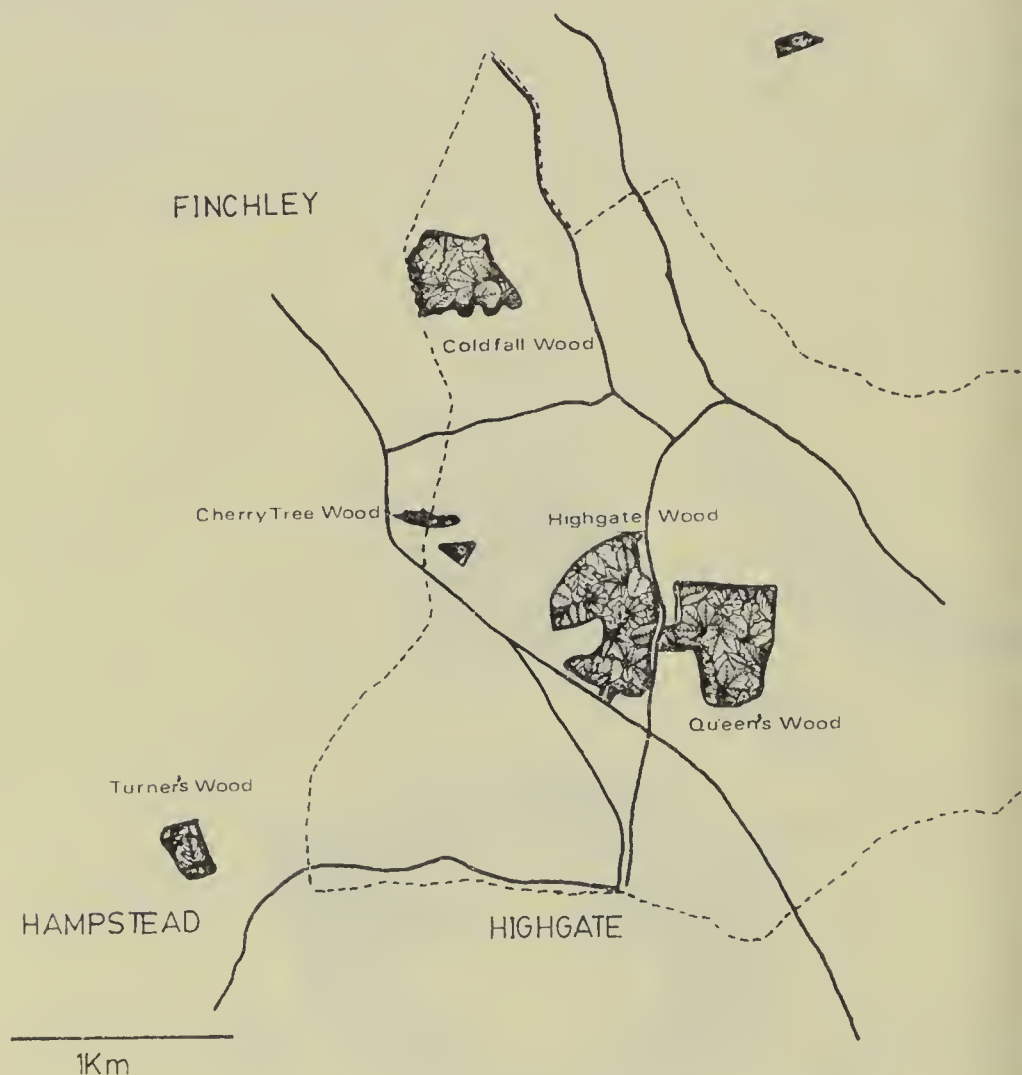 FINCHLEY
Coldfall Wood
Cherry Tree Wood
Highgate Wood
Queen's Wood
Turner's Wood
HAMPSTEAD
HIGHGATE
1Km